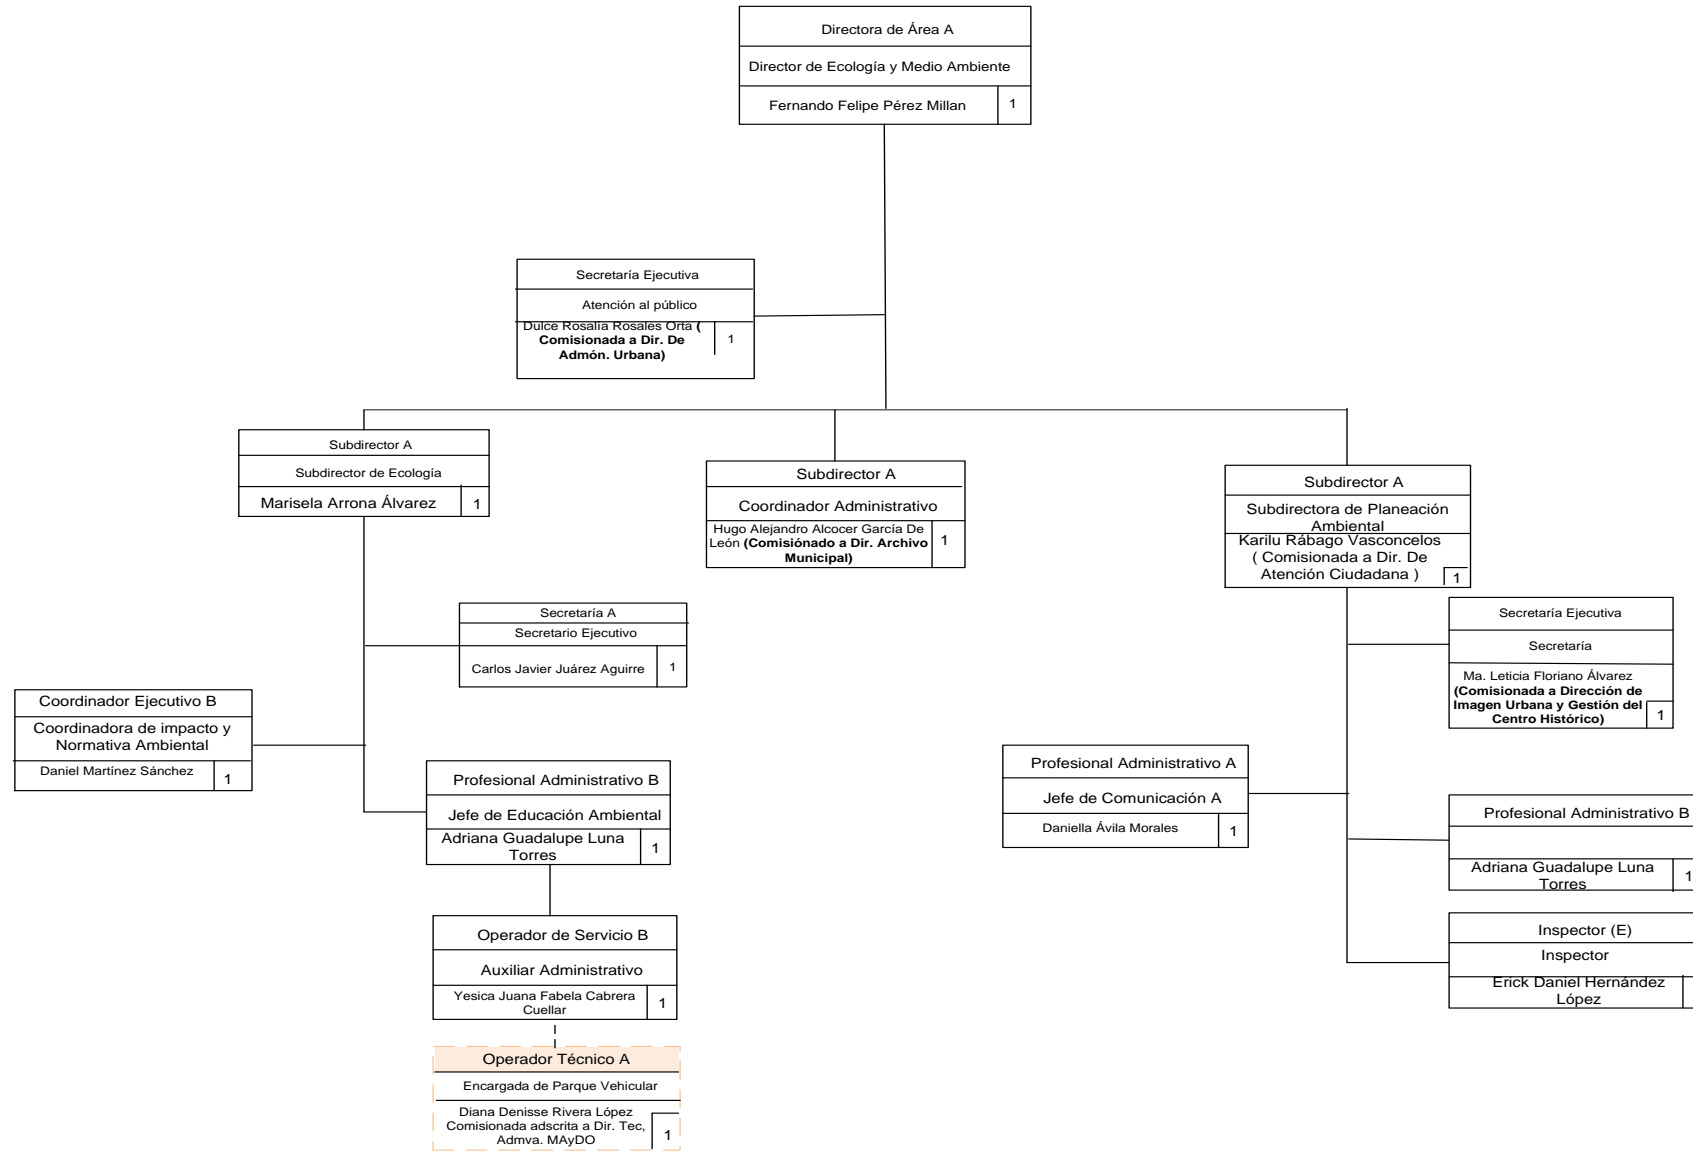 Directora de Área A
Director de Ecología y Medio Ambiente
Fernando Felipe Pérez Millan
1
Secretaría Ejecutiva
Atención al público
Dulce Rosalía Rosales Orta (
Comisionada a Dir. De
Admón. Urbana)
1
Subdirector A
Subdirector de Ecología
Marisela Arrona Álvarez
1
Subdirector A
Coordinador Administrativo
Hugo Alejandro Alcocer García De
León (Comisiónado a Dir. Archivo
Municipal)
1
Subdirector A
Subdirectora de Planeación
Ambiental
Karilu Rábago Vasconcelos
( Comisionada a Dir. De
Atención Ciudadana )
1
Secretaría A
Secretario Ejecutivo
Carlos Javier Juárez Aguirre
1
Secretaría Ejecutiva
Secretaría
Ma. Leticia Floriano Álvarez
(Comisionada a Dirección de
Imagen Urbana y Gestión del
Centro Histórico)
1
Coordinador Ejecutivo B
Coordinadora de impacto y
Normativa Ambiental
Daniel Martínez Sánchez
1
Profesional Administrativo B
Jefe de Educación Ambiental
Adriana Guadalupe Luna
Torres
1
Profesional Administrativo A
Jefe de Comunicación A
Daniella Ávila Morales
1
Profesional Administrativo B
Adriana Guadalupe Luna
Torres
1
Operador de Servicio B
Auxiliar Administrativo
Yesica Juana Fabela Cabrera
Cuellar
1
Inspector (E)
Inspector
Erick Daniel Hernández
López
Operador Técnico A
Encargada de Parque Vehicular
Diana Denisse Rivera López
Comisionada adscrita a Dir. Tec,
Admva. MAyDO
1